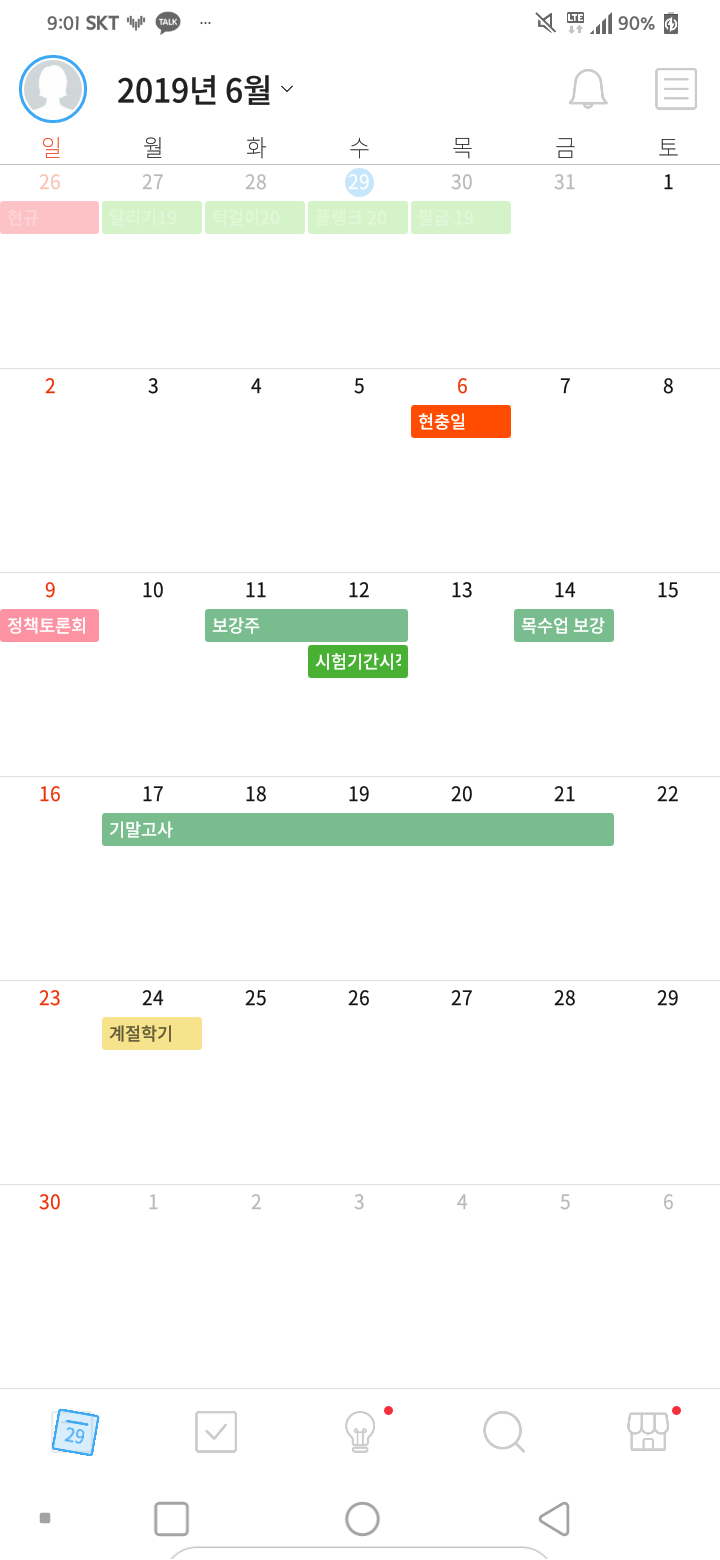 9:01 SKT TALK ... LTE 90%
2019년 6월
일 월 화 수 목 금 토
26 27 28 29 30 31 1
현규 달리기19 턱걸이20 플랭크 20 팔굽 19
2 3 4 5 6 7 8
현충일
9 10 11 12 13 14 15
정책토론회 보강주 목수업 보강
시험기간시작
16 17 18 19 20 21 22
기말고사
23 24 25 26 27 28 29
계절학기
30 1 2 3 4 5 6
29